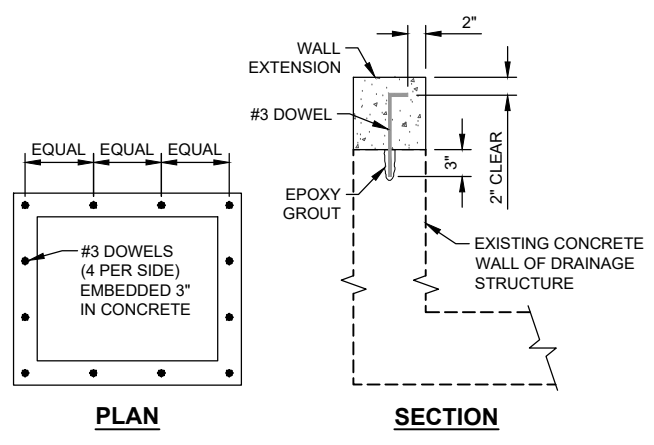 EQUAL EQUAL EQUAL
#3 DOWELS
(4 PER SIDE)
EMBEDDED 3"
IN CONCRETE
PLAN
2"
WALL
EXTENSION
#3 DOWEL
3"
2" CLEAR
EPOXY
GROUT
EXISTING CONCRETE
WALL OF DRAINAGE
STRUCTURE
SECTION